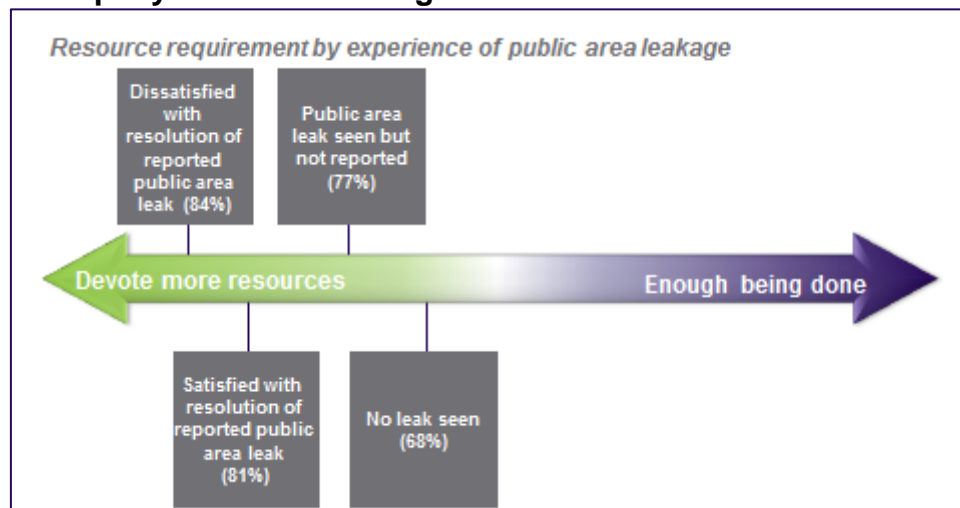 Resource requirement by experience of public area leakage
Dissatisfied
with
resolution of
reported
public area
leak (84%)
Public area
leak seen but
not reported
(77%)
Devote more resources
Enough being done
Satisfied with
resolution of
reported public
area leak
(81%)
No leak seen
(68%)